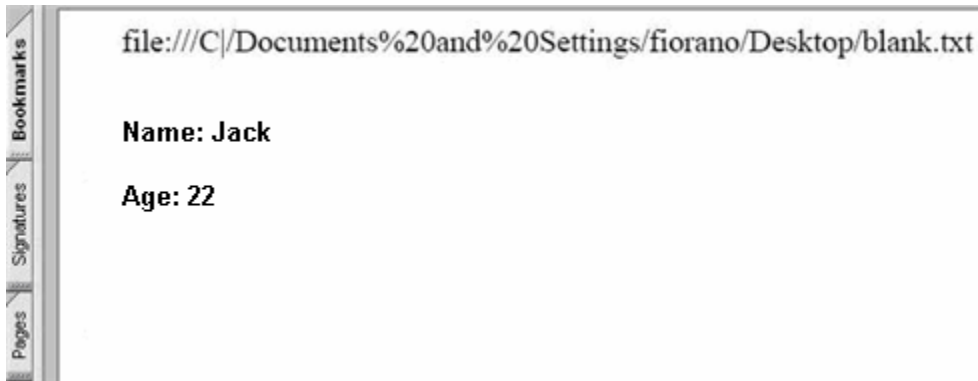 file:///C|/Documents%20and%20Settings/fiorano/Desktop/blank.txt
Name: Jack
Age: 22
Bookmarks
Signatures
Pages